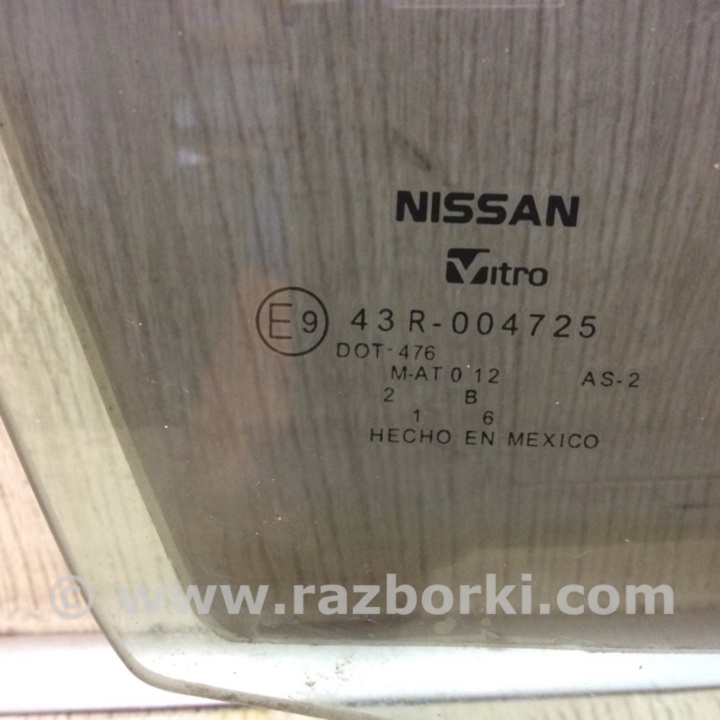 NISSAN
Vitro
E9 43R-004725
DOT-476
M-AT 0 12 AS-2
2 B
1 6
HECHO EN MEXICO
© www.razborki.com